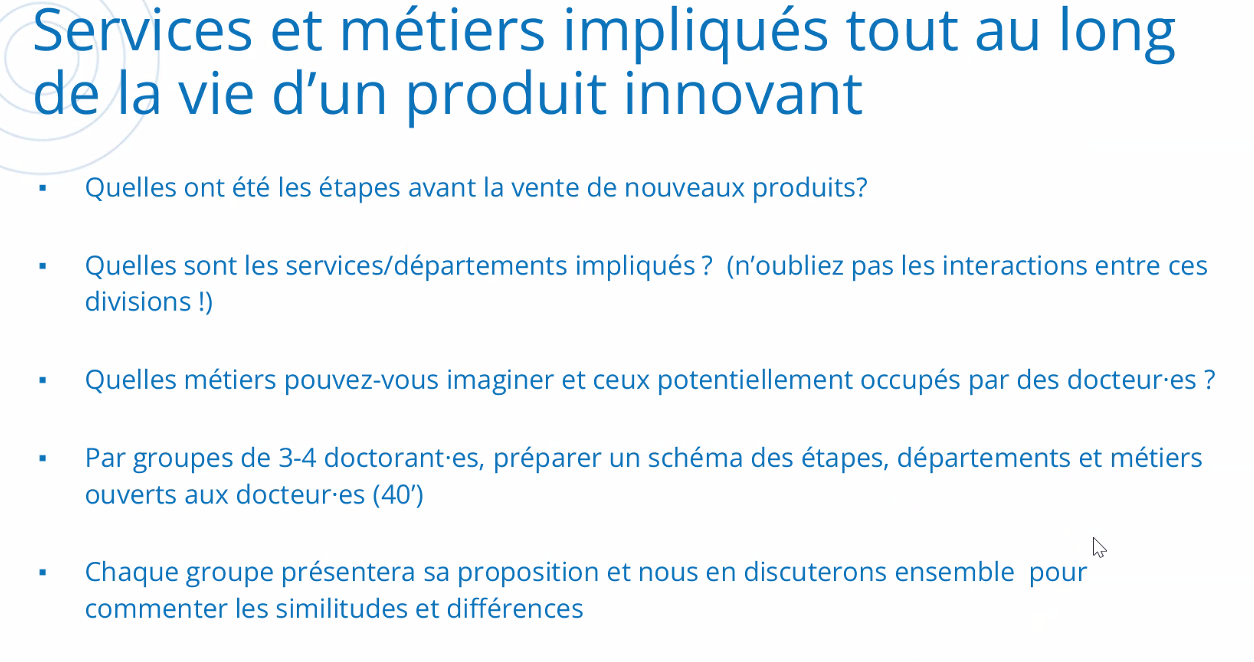 Services et métiers impliqués tout au long
de la vie d’un produit innovant
▪ Quelles ont été les étapes avant la vente de nouveaux produits?
▪ Quelles sont les services/départements impliqués ? (n’oubliez pas les interactions entre ces
divisions !)
▪ Quelles métiers pouvez-vous imaginer et ceux potentiellement occupés par des docteur·es ?
▪ Par groupes de 3-4 doctorant·es, préparer un schéma des étapes, départements et métiers
ouverts aux docteur·es (40’)
▪ Chaque groupe présentera sa proposition et nous en discuterons ensemble  pour
commenter les similitudes et différences